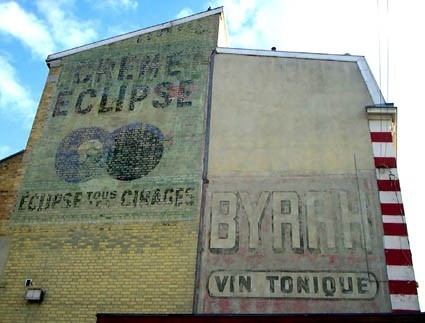 CREME
ECLIPSE
ECLIPSE TOUS CIRAGES
BYRRH
VIN TONIQUE